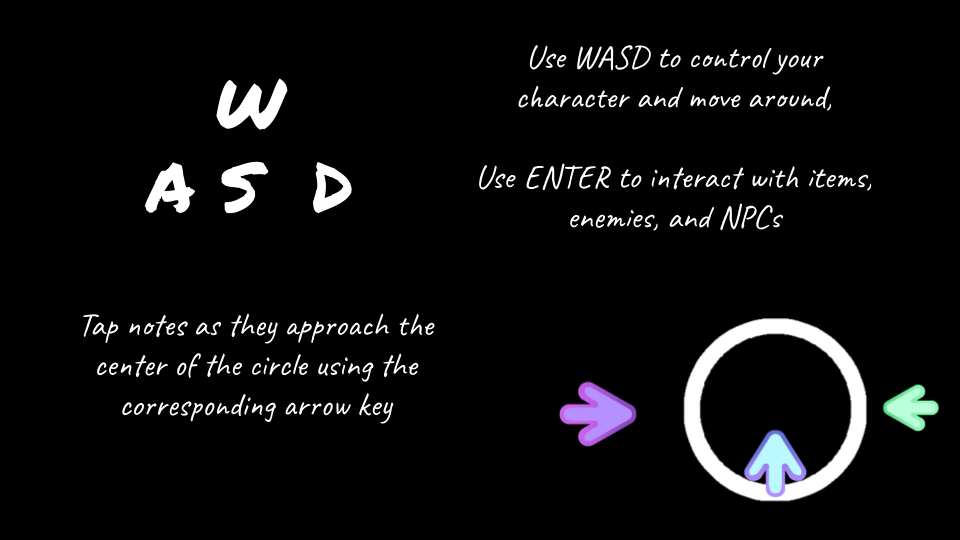 W
A S D
Use WASD to control your
character and move around,
Use ENTER to interact with items,
enemies, and NPCs
Tap notes as they approach the
center of the circle using the
corresponding arrow key